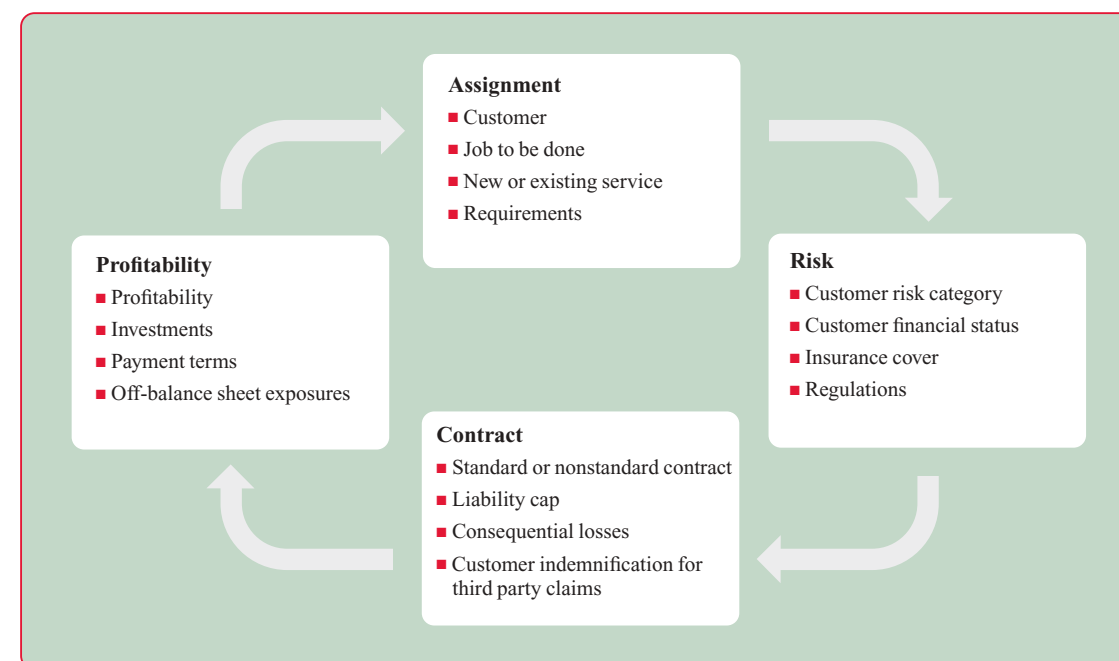 Assignment
Customer
Job to be done
New or existing service
Requirements
Profitability
Profitability
Investments
Payment terms
Off-balance sheet exposures
Risk
Customer risk category
Customer financial status
Insurance cover
Regulations
Contract
Standard or nonstandard contract
Liability cap
Consequential losses
Customer indemnification for
third party claims